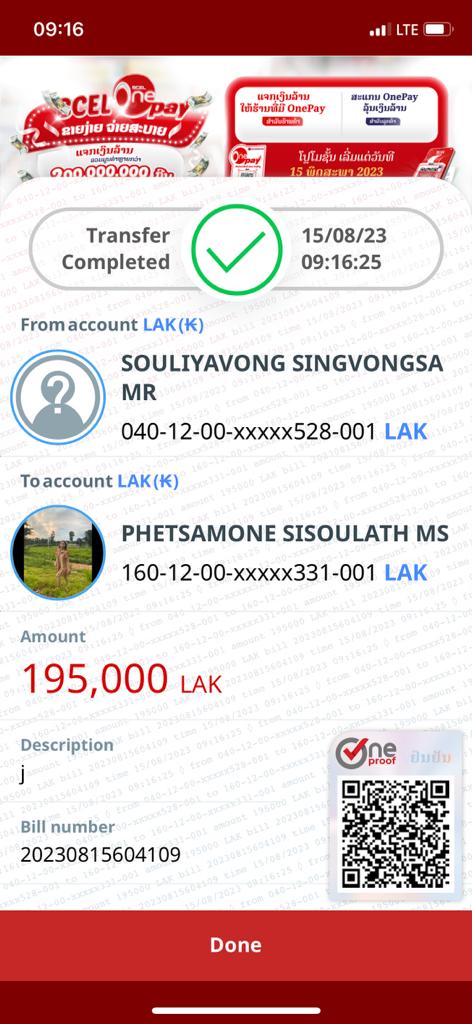 09:16
LTE
BCEL OnePay
ຂາຍງ່າຍ ຈ່າຍສະບາຍ
ແຈກເງິນລ້ານ
200,000,000 ກີບ
ແຈກເງິນລ້ານ
ໃຫ້ຮ້ານທີ່ມີ OnePay
ສະແກນ OnePay
ລຸ້ນເງິນລ້ານ
ໂປຼໂມຊັ້ນ ເລີ່ມແຕ່ວັນທີ
15 ພຶດສະພາ 2023
Transfer
Completed
15/08/23
09:16:25
From account LAK(₭)
SOULIYAVONG SINGVONGSA
MR
040-12-00-xxxxx528-001 LAK
To account LAK(₭)
PHETSAMONE SISOULATH MS
160-12-00-xxxxx331-001 LAK
Amount
195,000 LAK
Description
j
One proof ຢືນຢັນ
Bill number
20230815604109
Done